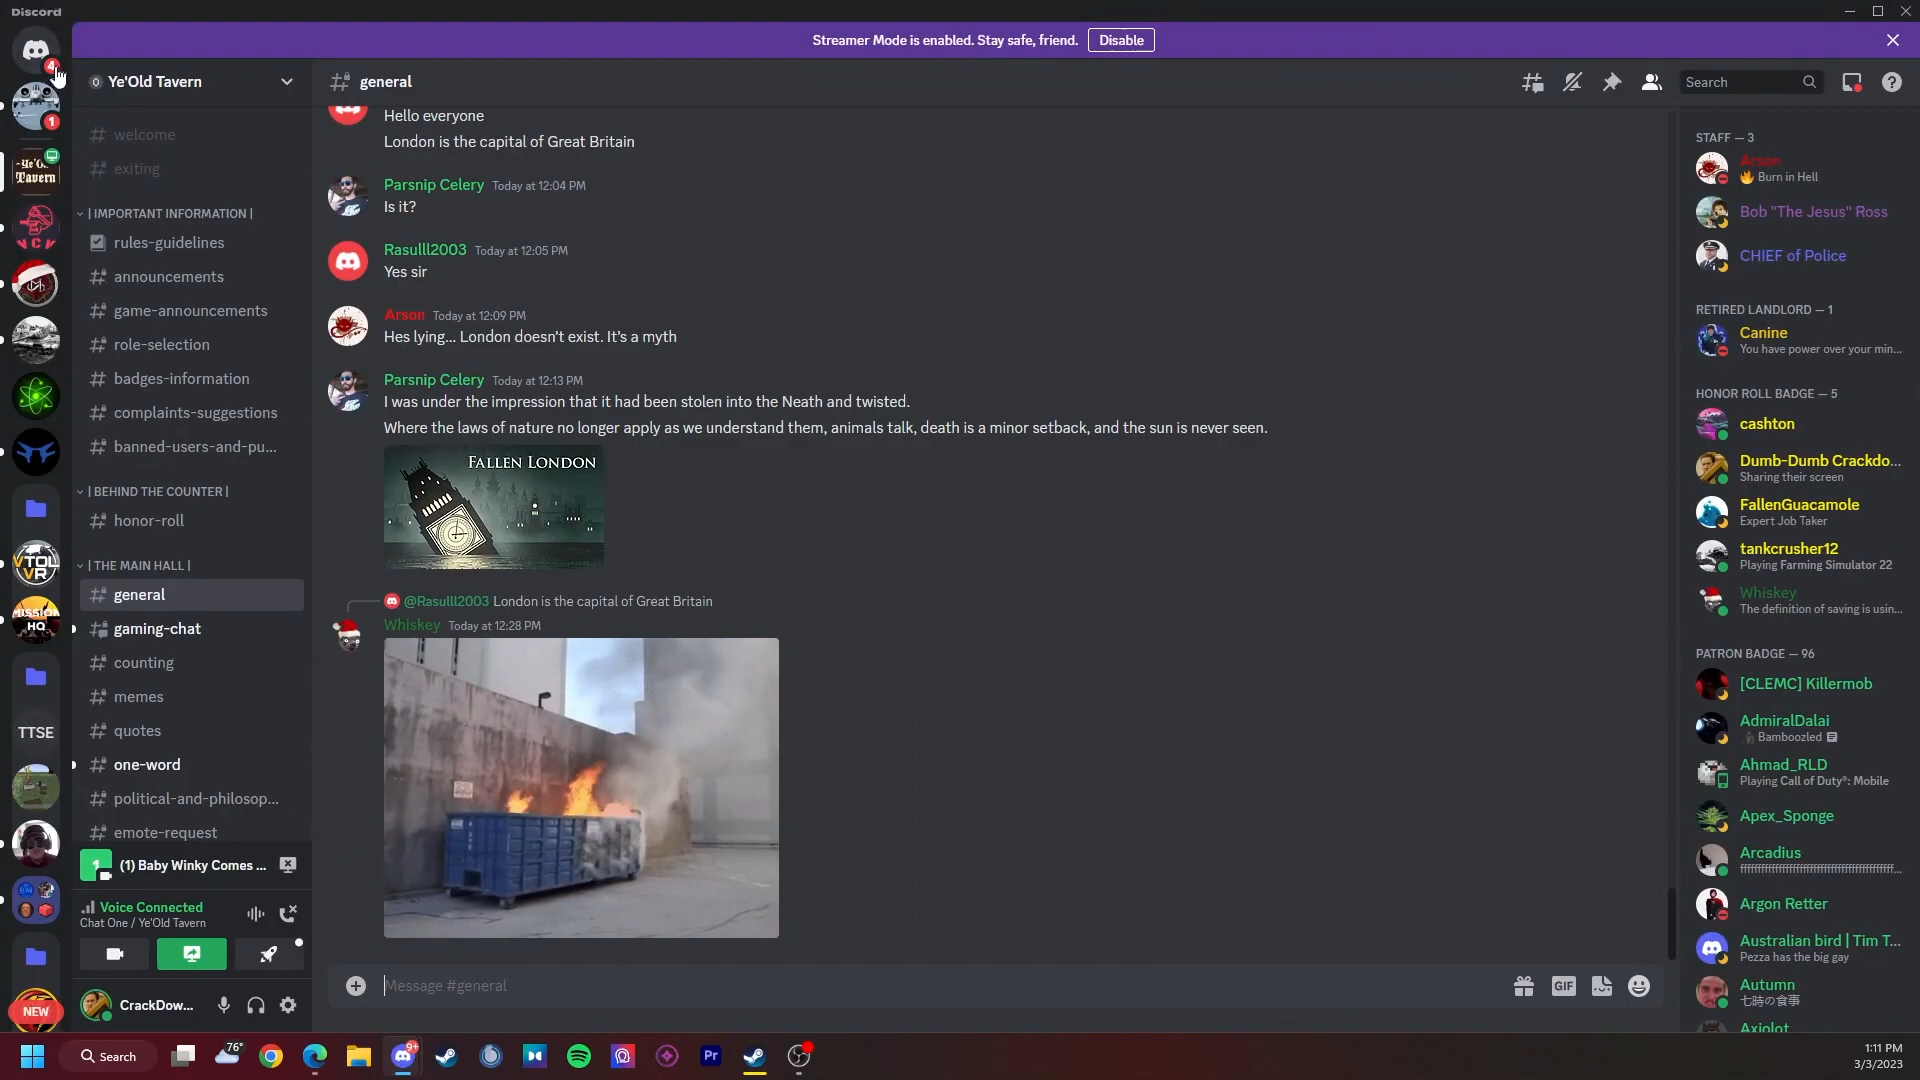 Discord
Streamer Mode is enabled. Stay safe, friend.
Disable
4
1
-Ye'O
Tavern
VTOL
VR
MISSION
HQ
TTSE
NEW
Ye'Old Tavern
welcome
exiting
| IMPORTANT INFORMATION |
rules-guidelines
announcements
game-announcements
role-selection
badges-information
complaints-suggestions
banned-users-and-pu...
| BEHIND THE COUNTER |
honor-roll
| THE MAIN HALL |
general
gaming-chat
counting
memes
quotes
one-word
political-and-philosop...
emote-request
1
(1) Baby Winky Comes ...
Voice Connected
Chat One / Ye'Old Tavern
CrackDow...
general
Search
Hello everyone
London is the capital of Great Britain
Parsnip Celery Today at 12:04 PM
Is it?
Rasulll2003 Today at 12:05 PM
Yes sir
Arson Today at 12:09 PM
Hes lying... London doesn't exist. It's a myth
Parsnip Celery Today at 12:13 PM
I was under the impression that it had been stolen into the Neath and twisted.
Where the laws of nature no longer apply as we understand them, animals talk, death is a minor setback, and the sun is never seen.
FALLEN LONDON
@Rasulll2003 London is the capital of Great Britain
Whiskey Today at 12:28 PM
Message #general
GIF
STAFF — 3
Arson
Burn in Hell
Bob "The Jesus" Ross
CHIEF of Police
RETIRED LANDLORD — 1
Canine
You have power over your min...
HONOR ROLL BADGE — 5
cashton
Dumb-Dumb Crackdo...
Sharing their screen
FallenGuacamole
Expert Job Taker
tankcrusher12
Playing Farming Simulator 22
Whiskey
The definition of saving is usin...
PATRON BADGE — 96
[CLEMC] Killermob
AdmiralDalai
Bamboozled
Ahmad_RLD
Playing Call of Duty®: Mobile
Apex_Sponge
Arcadius
Argon Retter
Australian bird | Tim T...
Pezza has the big gay
Autumn
七時の食事
Axiolot
Search
76°
9+
Pr
1:11 PM
3/3/2023